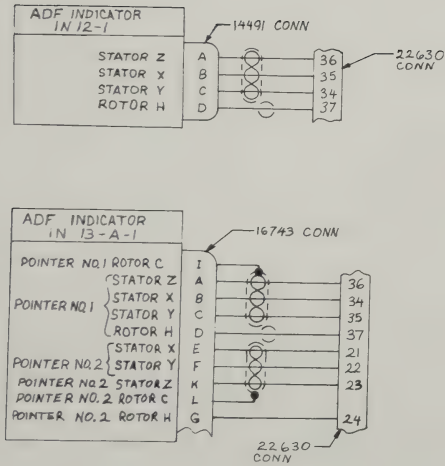 ADF INDICATOR
IN 12-1
14491 CONN
22630
CONN
STATOR Z A 36
STATOR X B 35
STATOR Y C 34
ROTOR H D 37
ADF INDICATOR
IN 13-A-1
16743 CONN
POINTER NO.1 ROTOR C I
POINTER NO.1
STATOR Z A 36
STATOR X B 34
STATOR Y C 35
ROTOR H D 37
POINTER NO.2
STATOR X E 21
STATOR Y F 22
POINTER NO.2 STATOR Z K 23
POINTER NO.2 ROTOR C L
POINTER NO.2 ROTOR H G 24
22630
CONN